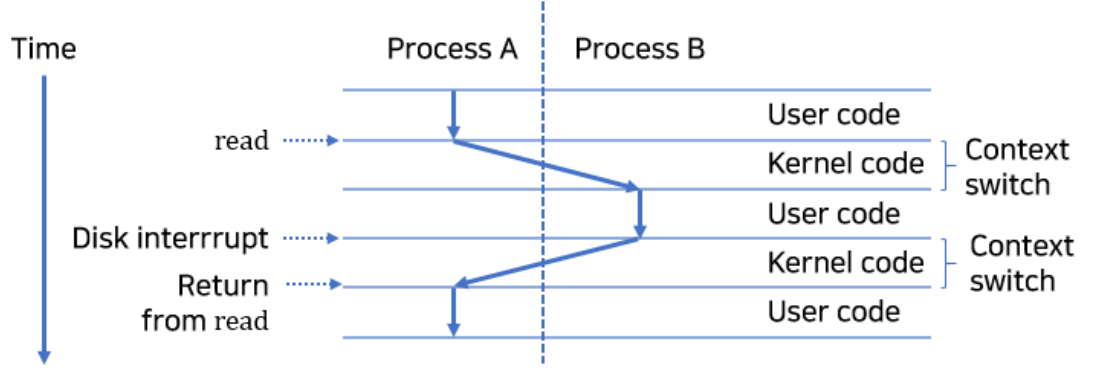 Time
Process A
Process B
User code
read
Kernel code
Context
switch
User code
Disk interrrupt
Kernel code
Context
switch
Return
from read
User code